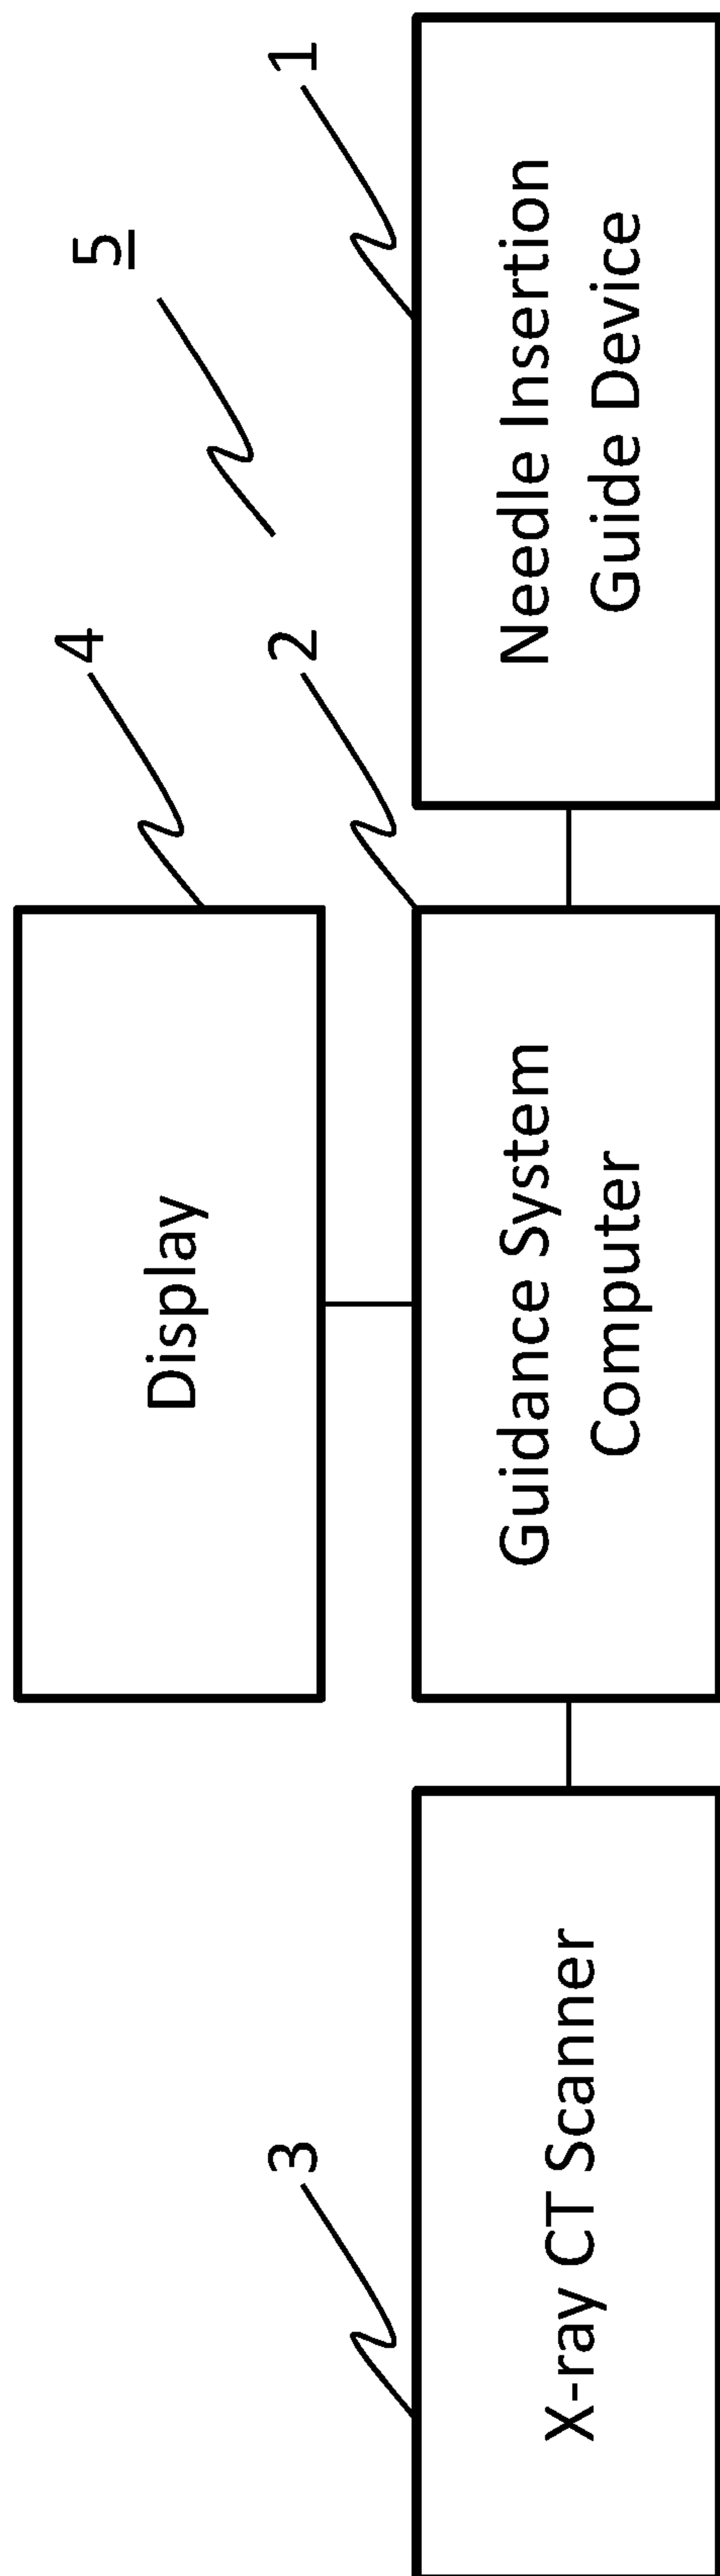 4
5
Display
3
2
1
X-ray CT Scanner
Guidance System
Computer
Needle Insertion
Guide Device